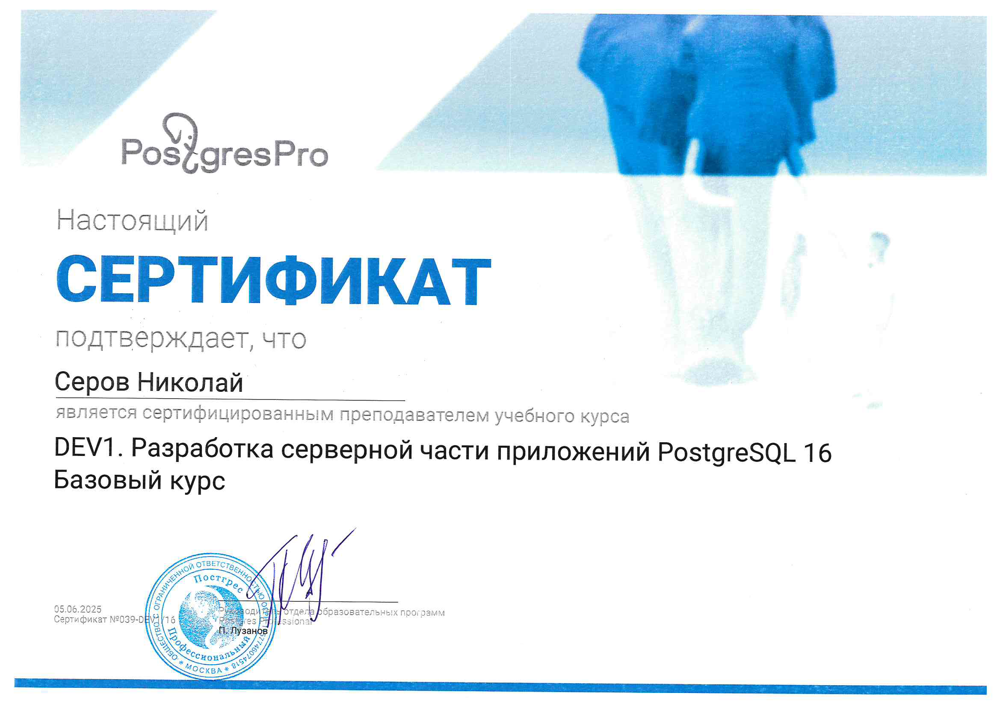 PostgresPro
Настоящий
СЕРТИФИКАТ
подтверждает, что
Серов Николай
является сертифицированным преподавателем учебного курса
DEV1. Разработка серверной части приложений PostgreSQL 16
Базовый курс
05.06.2025
Сертификат №039-DEV1/16
Руководитель отдела образовательных программ
Postgres Professional
П. Лузанов
ОБЩЕСТВО С ОГРАНИЧЕННОЙ ОТВЕТСТВЕННОСТЬЮ ОГРН 1157746074518
* МОСКВА *
Постгрес
Профессиональный